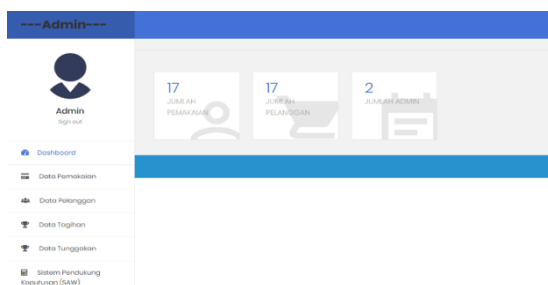 ---Admin---
Admin
Sign out
Dashboard
Data Pemakaian
Data Pelanggan
Data Tagihan
Data Tunggakan
Sistem Pendukung
Keputusan (SAW)
17
JUMLAH
PEMAKAIAN
17
JUMLAH
PELANGGAN
2
JUMLAH ADMIN